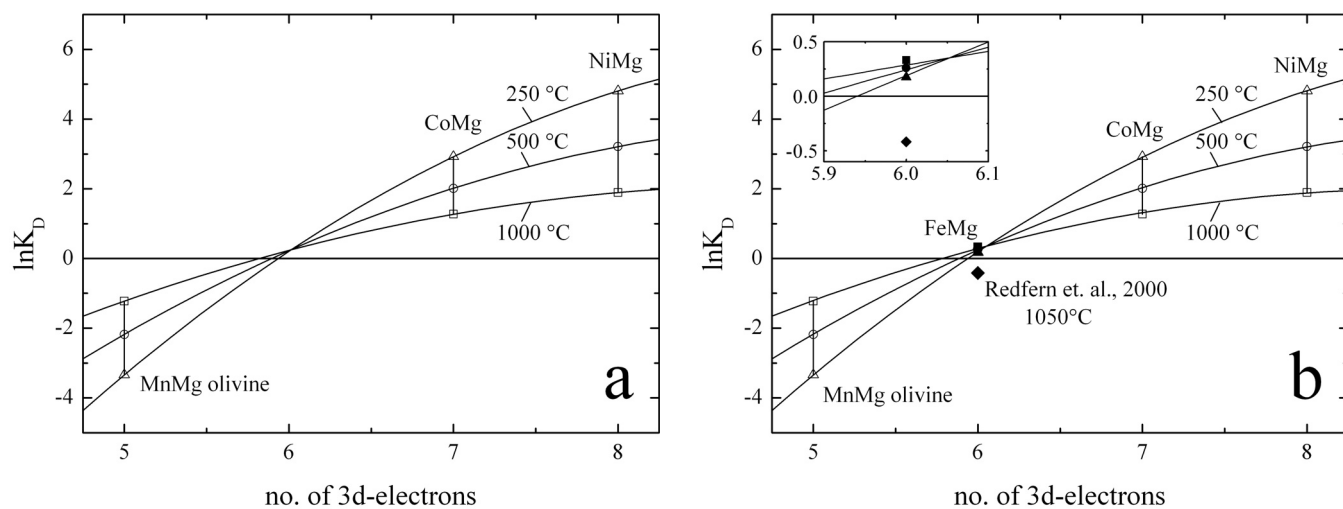 6
4
2
0
-2
-4
lnK_D
NiMg
250 °C
CoMg
500 °C
1000 °C
MnMg olivine
a
5
6
7
8
no. of 3d-electrons
6
4
2
0
-2
-4
lnK_D
0.5
0.0
-0.5
5.9
6.0
6.1
NiMg
250 °C
CoMg
500 °C
FeMg
1000 °C
Redfern et. al., 2000
1050°C
MnMg olivine
b
5
6
7
8
no. of 3d-electrons